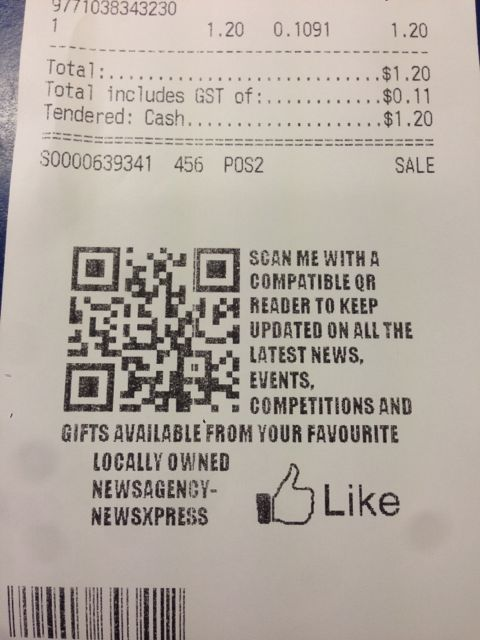 9771038343230
1 1.20 0.1091 1.20
Total:..............................$1.20
Total includes GST of:............$0.11
Tendered: Cash....................$1.20
S0000639341 456 POS2 SALE
SCAN ME WITH A
COMPATIBLE QR
READER TO KEEP
UPDATED ON ALL THE
LATEST NEWS,
EVENTS,
COMPETITIONS AND
GIFTS AVAILABLE FROM YOUR FAVOURITE
LOCALLY OWNED
NEWSAGENCY-
NEWSXPRESS
Like